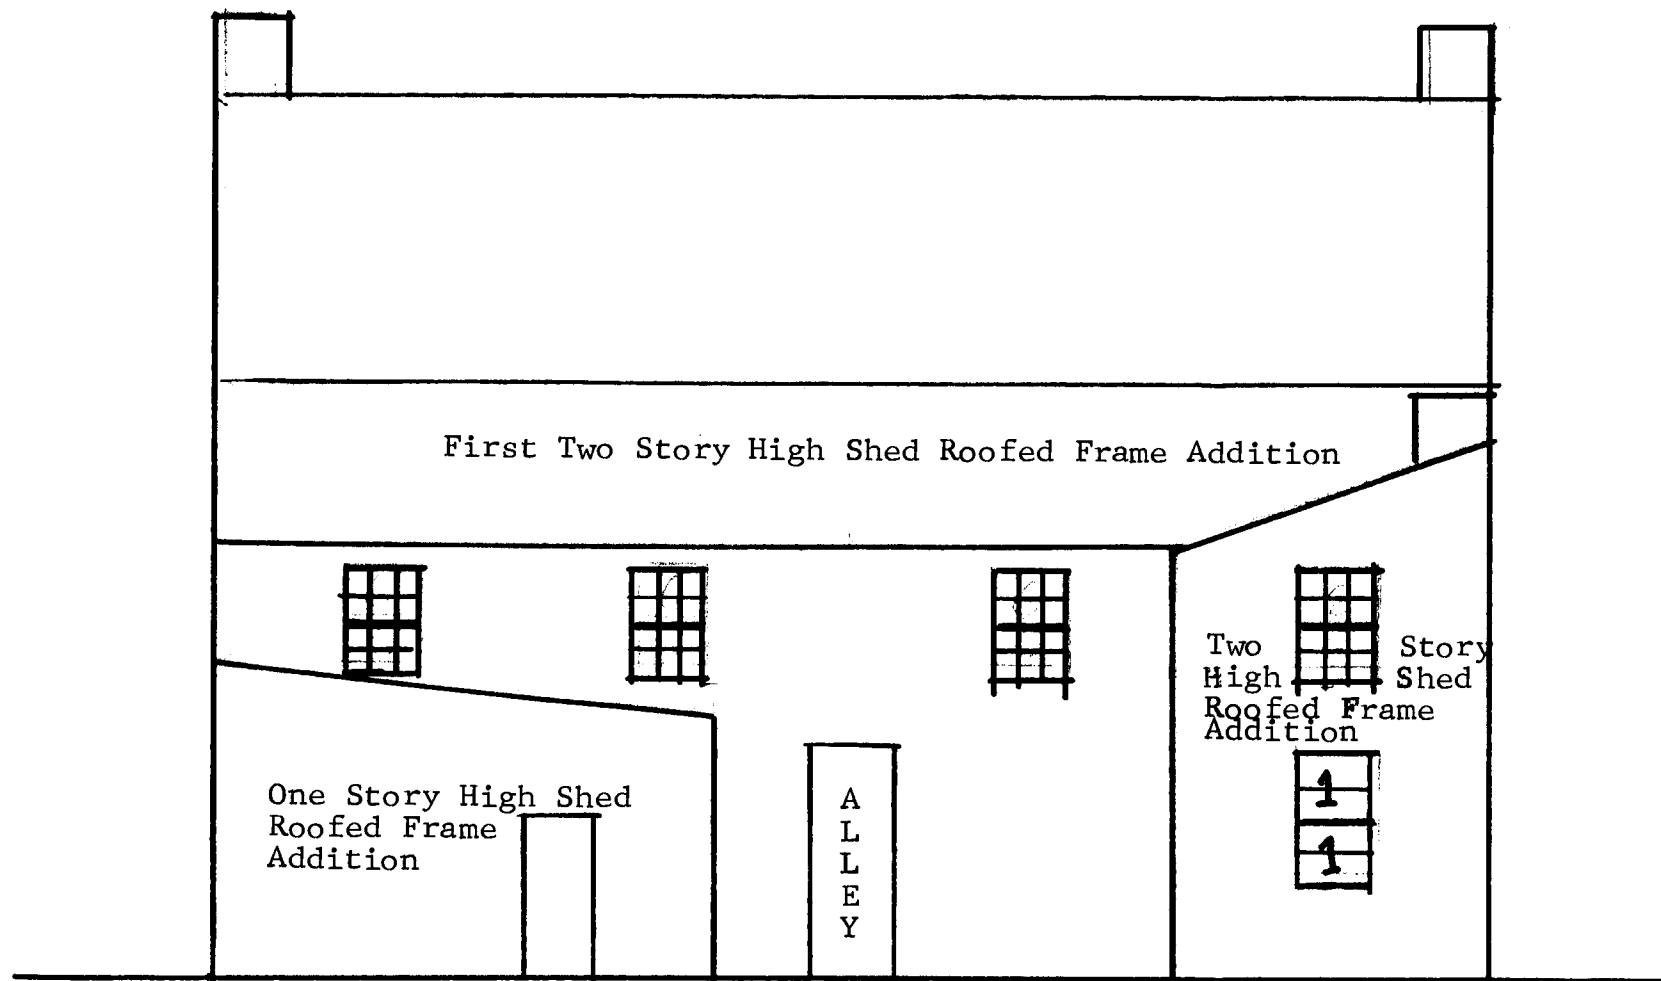 First Two Story High Shed Roofed Frame Addition
Two Story
High Shed
Roofed Frame
Addition
1
1
One Story High Shed
Roofed Frame
Addition
A
L
L
E
Y